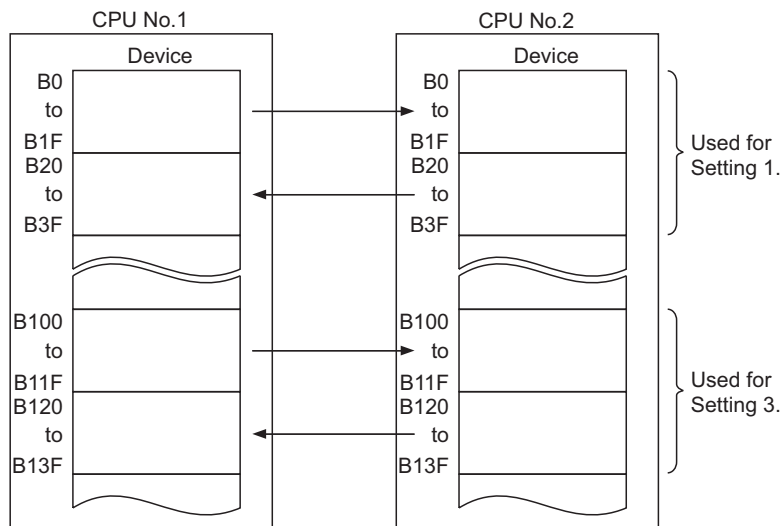 CPU No.1
CPU No.2
Device
Device
B0
to
B1F
B20
to
B3F
B100
to
B11F
B120
to
B13F
B0
to
B1F
B20
to
B3F
B100
to
B11F
B120
to
B13F
Used for
Setting 1.
Used for
Setting 3.